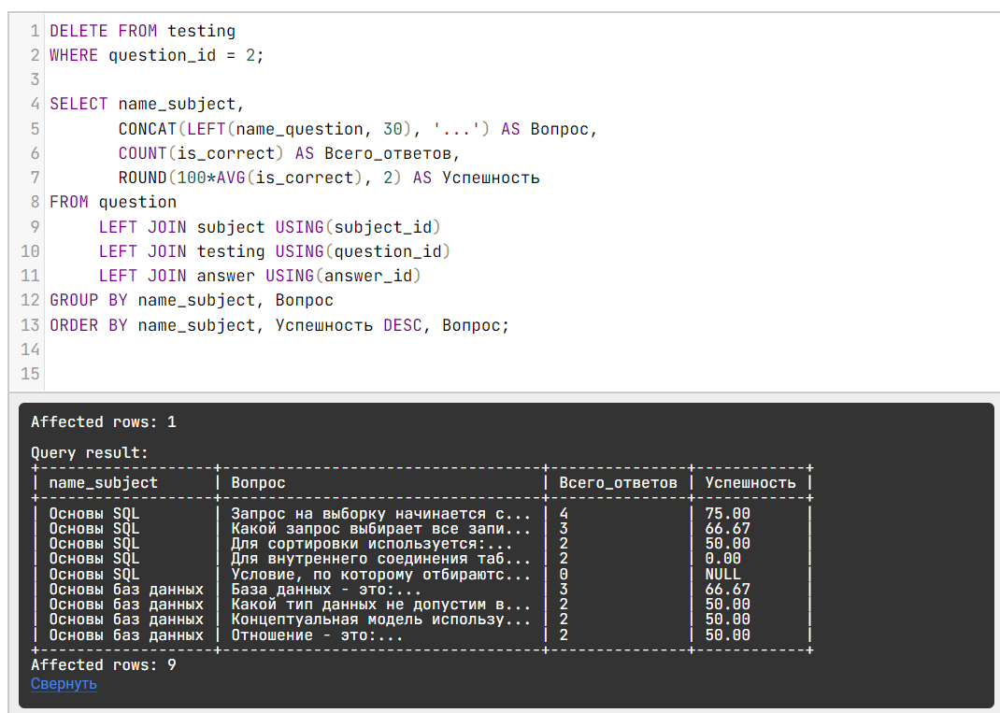 1 DELETE FROM testing
2 WHERE question_id = 2;
3
4 SELECT name_subject,
5 CONCAT(LEFT(name_question, 30), '...') AS Вопрос,
6 COUNT(is_correct) AS Всего_ответов,
7 ROUND(100*AVG(is_correct), 2) AS Успешность
8 FROM question
9 LEFT JOIN subject USING(subject_id)
10 LEFT JOIN testing USING(question_id)
11 LEFT JOIN answer USING(answer_id)
12 GROUP BY name_subject, Вопрос
13 ORDER BY name_subject, Успешность DESC, Вопрос;
14
15
Affected rows: 1
Query result:
+-------------------+----------------------------------+---------------+------------+
| name_subject | Вопрос | Всего_ответов | Успешность |
+-------------------+----------------------------------+---------------+------------+
| Основы SQL | Запрос на выборку начинается с... | 4 | 75.00 |
| Основы SQL | Какой запрос выбирает все запи... | 3 | 66.67 |
| Основы SQL | Для сортировки используется:... | 2 | 50.00 |
| Основы SQL | Для внутреннего соединения таб... | 2 | 0.00 |
| Основы SQL | Условие, по которому отбираютс... | 0 | NULL |
| Основы баз данных | База данных - это:... | 3 | 66.67 |
| Основы баз данных | Какой тип данных не допустим в... | 2 | 50.00 |
| Основы баз данных | Концептуальная модель использу... | 2 | 50.00 |
| Основы баз данных | Отношение - это:... | 2 | 50.00 |
+-------------------+----------------------------------+---------------+------------+
Affected rows: 9
Свернуть